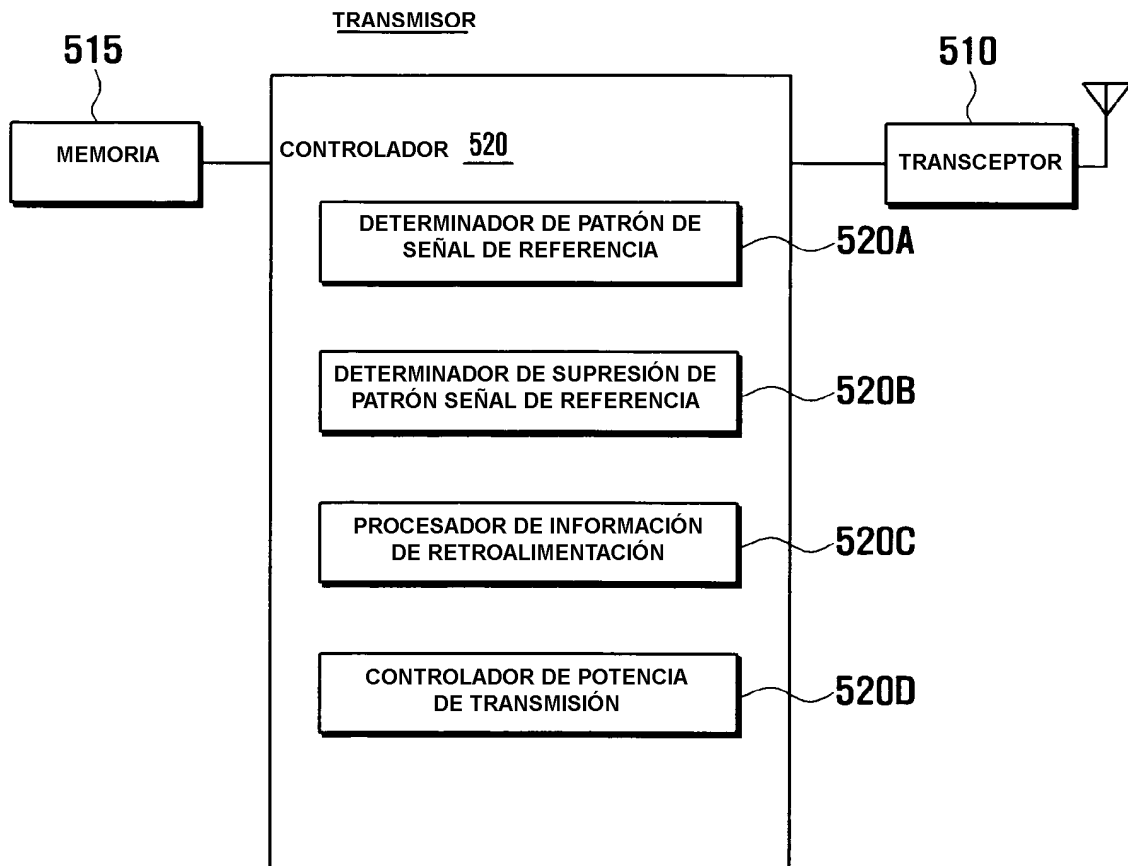 TRANSMISOR
515
510
MEMORIA
CONTROLADOR 520
TRANSCEPTOR
DETERMINADOR DE PATRÓN DE
SEÑAL DE REFERENCIA
520A
DETERMINADOR DE SUPRESIÓN DE
PATRÓN SEÑAL DE REFERENCIA
520B
PROCESADOR DE INFORMACIÓN
DE RETROALIMENTACIÓN
520C
CONTROLADOR DE POTENCIA
DE TRANSMISIÓN
520D